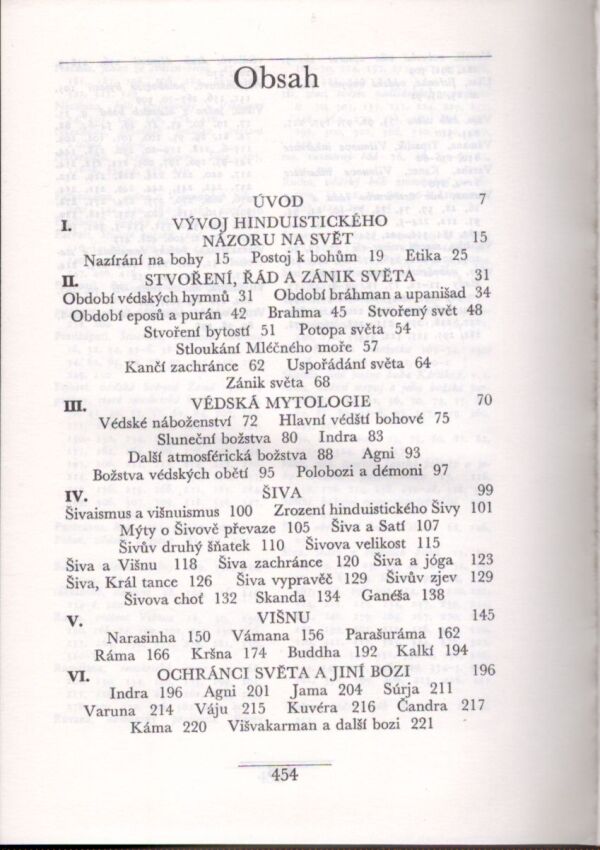 Obsah
ÚVOD 7
I. VÝVOJ HINDUISTICKÉHO
NÁZORU NA SVĚT 15
Nazírání na bohy 15 Postoj k bohům 19 Etika 25
II. STVOŘENÍ, ŘÁD A ZÁNIK SVĚTA 31
Období védských hymnů 31 Období bráhman a upanišad 34
Období eposů a purán 42 Brahma 45 Stvořený svět 48
Stvoření bytostí 51 Potopa světa 54
Stloukání Mléčného moře 57
Kančí zachránce 62 Uspořádání světa 64
Zánik světa 68
III. VÉDSKÁ MYTOLOGIE 70
Védské náboženství 72 Hlavní védští bohové 75
Sluneční božstva 80 Indra 83
Další atmosférická božstva 88 Agni 93
Božstva védských obětí 95 Polobozi a démoni 97
IV. ŠIVA 99
Šivaismus a višnuismus 100 Zrození hinduistického Šivy 101
Mýty o Šivově převaze 105 Šiva a Satí 107
Šivův druhý šňatek 110 Šivova velikost 115
Šiva a Višnu 118 Šiva zachránce 120 Šiva a jóga 123
Šiva, Král tance 126 Šiva vypravěč 129 Šivův zjev 129
Šivova choť 132 Skanda 134 Ganéša 138
V. VIŠNU 145
Narasinha 150 Vámana 156 Parašuráma 162
Ráma 166 Kršna 174 Buddha 192 Kalkí 194
VI. OCHRÁNCI SVĚTA A JINÍ BOZI 196
Indra 196 Agni 201 Jama 204 Súrja 211
Varuna 214 Váju 215 Kuvéra 216 Čandra 217
Káma 220 Višvakarman a další bozi 221
454